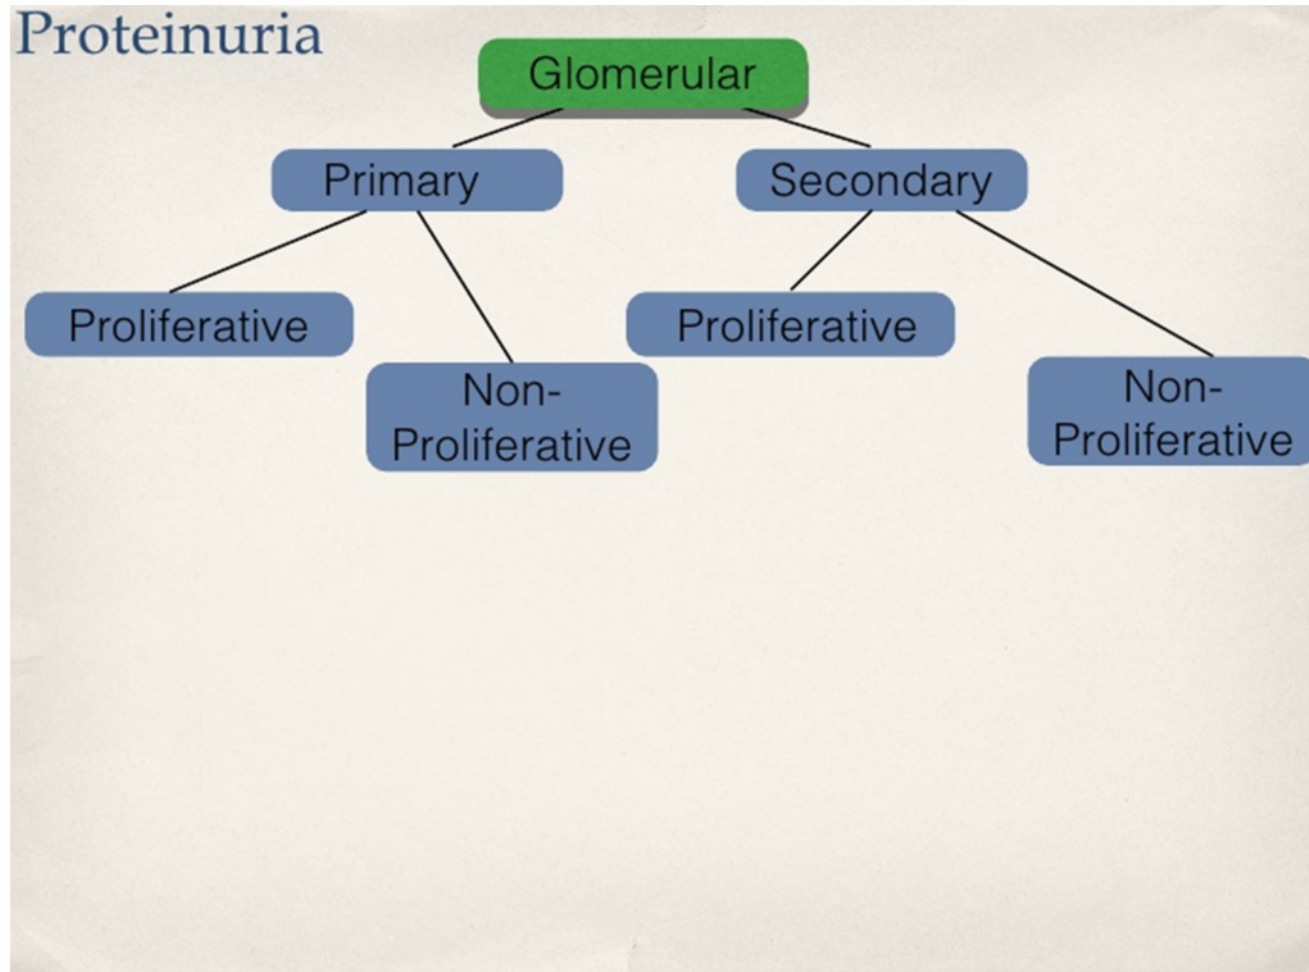 Proteinuria
Glomerular
Primary
Secondary
Proliferative
Non-
Proliferative
Proliferative
Non-
Proliferative